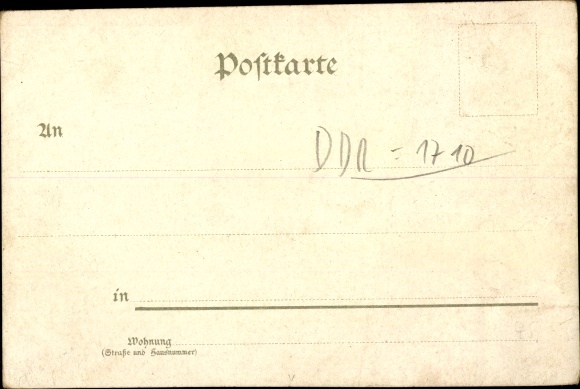 Postkarte
An
DDR = 1710
in
Wohnung
(Straße und Hausnummer)